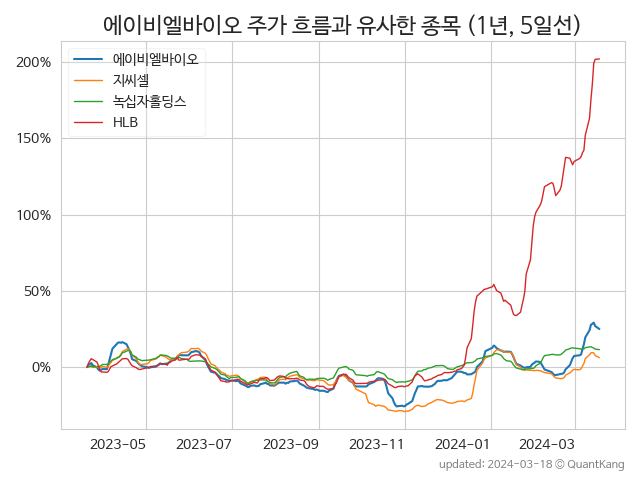 에이비엘바이오 주가 흐름과 유사한 종목 (1년, 5일선)
에이비엘바이오
지씨셀
녹십자홀딩스
HLB
200%
150%
100%
50%
0%
2023-05 2023-07 2023-09 2023-11 2024-01 2024-03
updated: 2024-03-18 © QuantKang